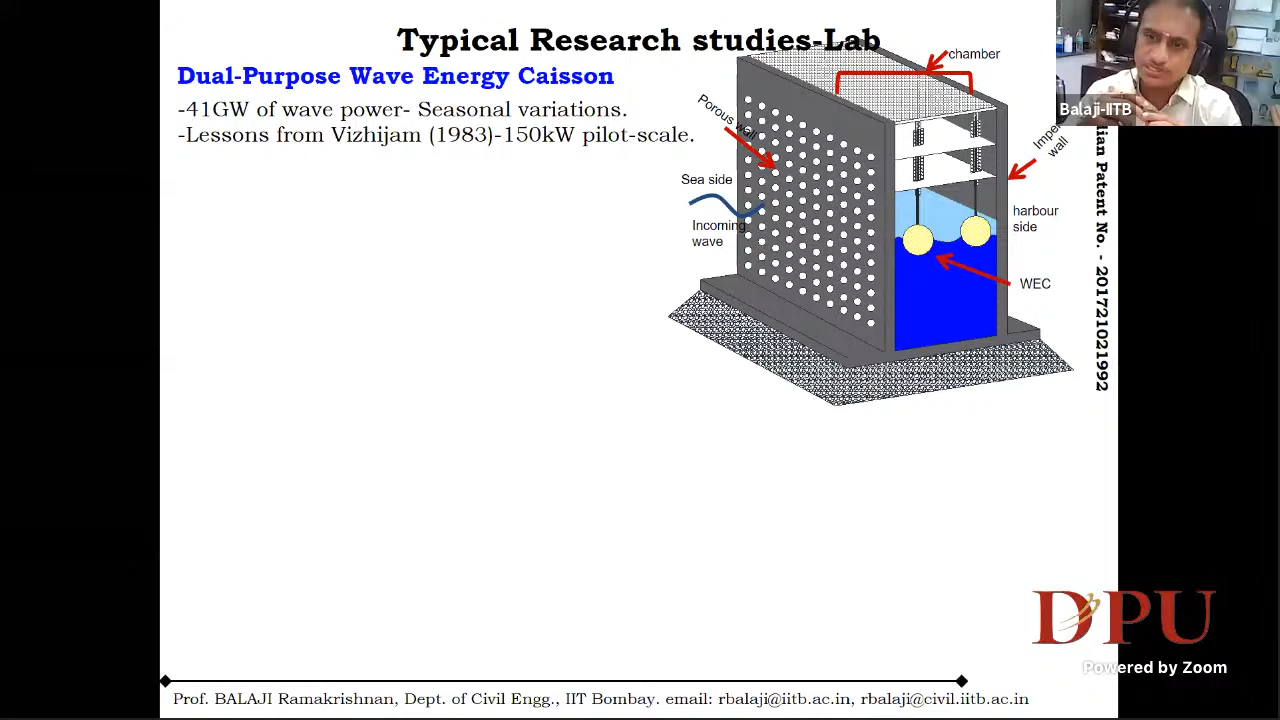 Typical Research studies-Lab
Dual-Purpose Wave Energy Caisson
-41GW of wave power- Seasonal variations.
-Lessons from Vizhijam (1983)-150kW pilot-scale.
chamber
Porous wall
Sea side
Incoming
wave
wall
harbour
side
WEC
Patent No. - 201721021992
Balaji-IITB
DPU
Powered by Zoom
Prof. BALAJI Ramakrishnan, Dept. of Civil Engg., IIT Bombay. email: rbalaji@iitb.ac.in, rbalaji@civil.iitb.ac.in